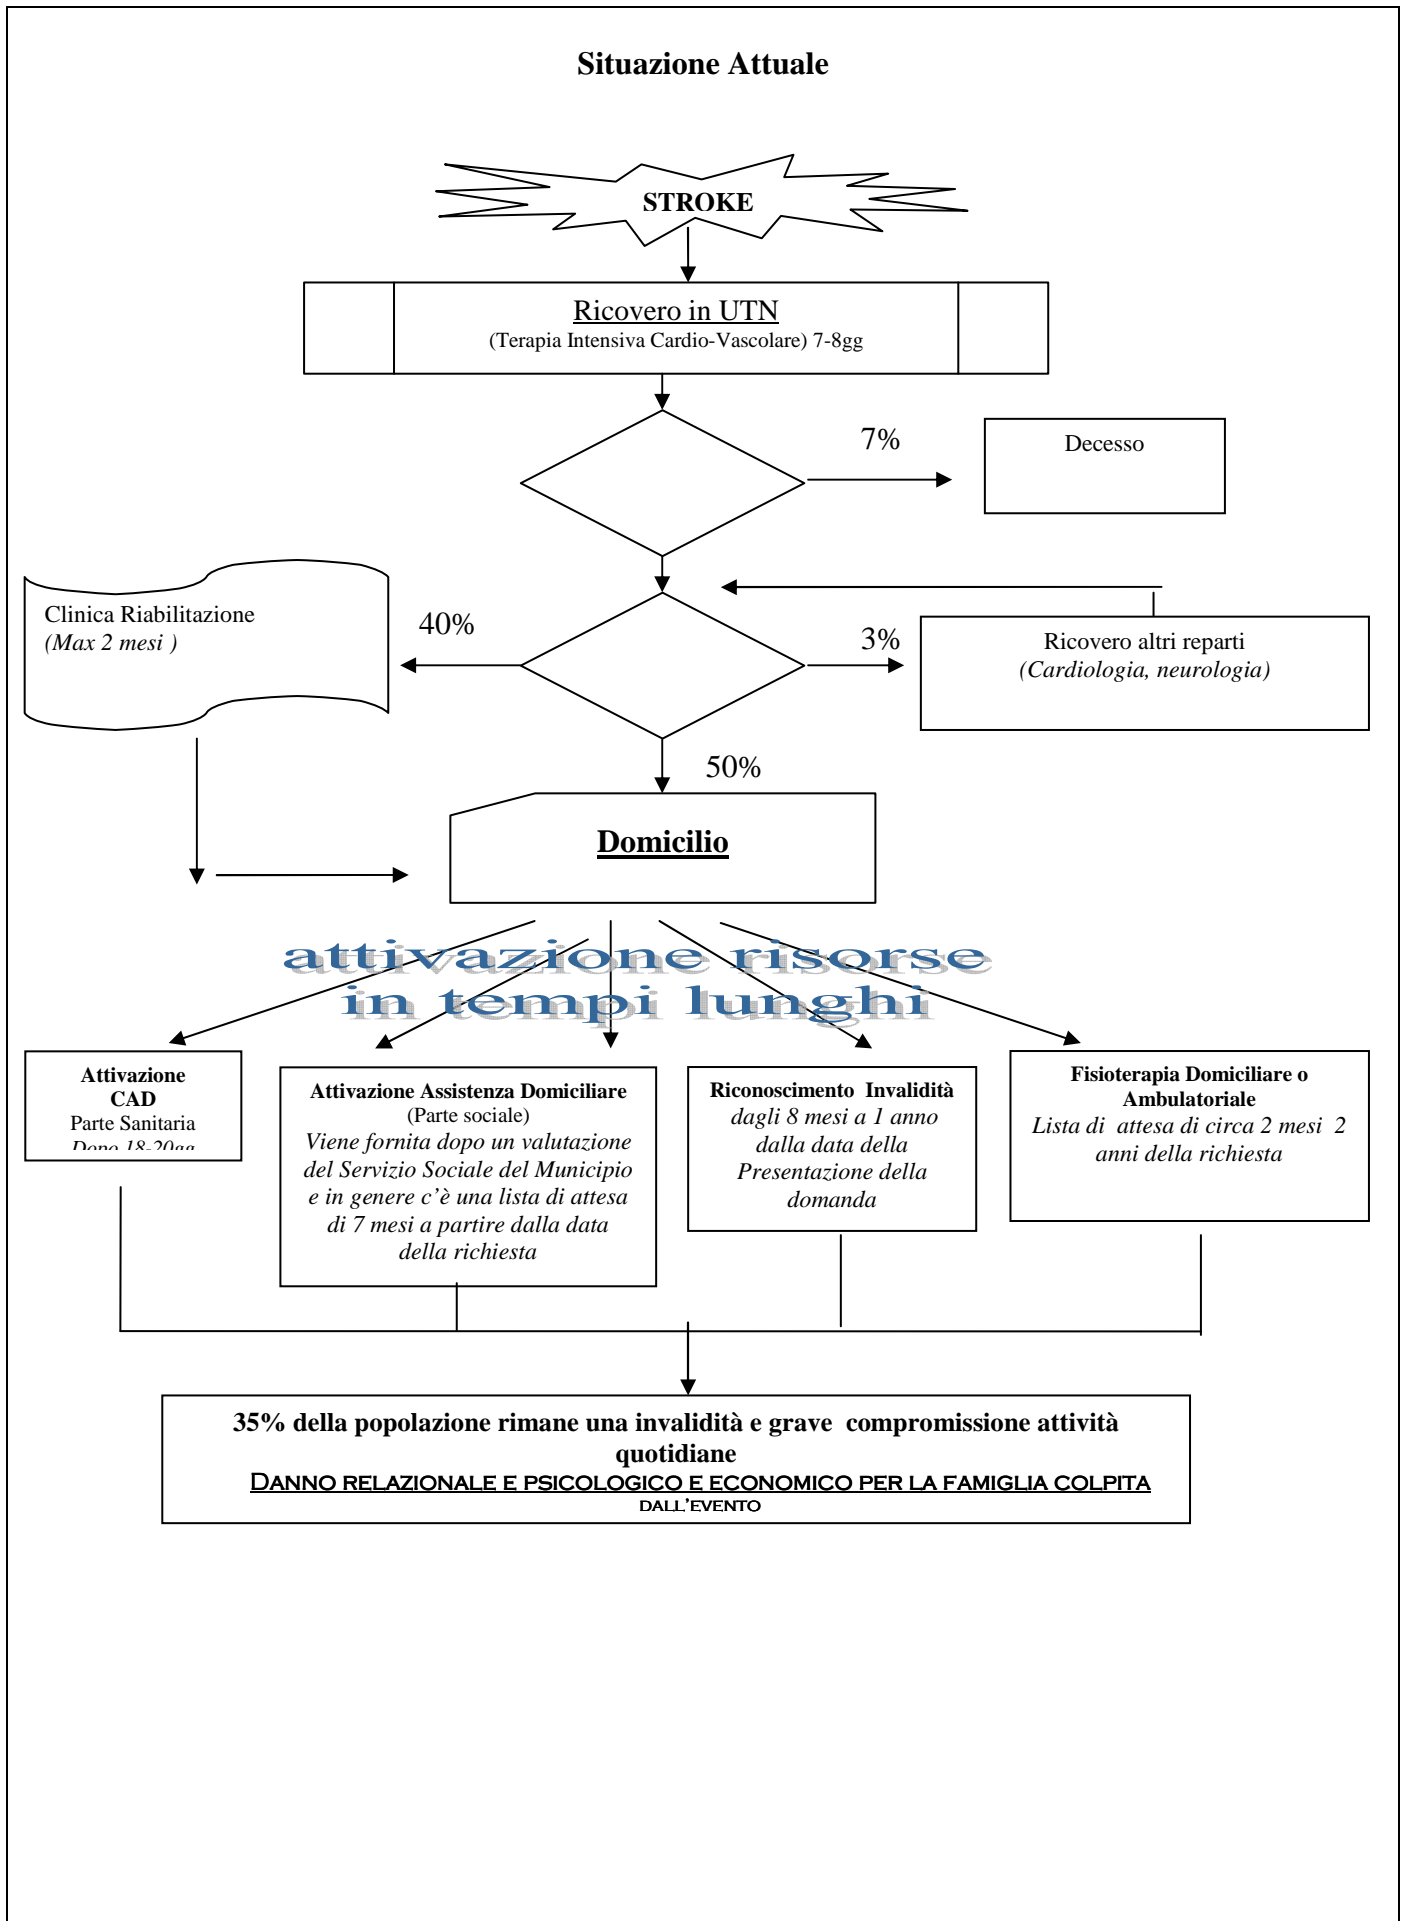 Situazione Attuale
STROKE
Ricovero in UTN
(Terapia Intensiva Cardio-Vascolare) 7-8gg
7%
Decesso
Clinica Riabilitazione
(Max 2 mesi )
40%
3%
Ricovero altri reparti
(Cardiologia, neurologia)
50%
Domicilio
attivazione risorse
in tempi lunghi
Attivazione
CAD
Parte Sanitaria
Dopo 18-20gg
Attivazione Assistenza Domiciliare
(Parte sociale)
Viene fornita dopo un valutazione
del Servizio Sociale del Municipio
e in genere c’è una lista di attesa
di 7 mesi a partire dalla data
della richiesta
Riconoscimento Invalidità
dagli 8 mesi a 1 anno
dalla data della
Presentazione della
domanda
Fisioterapia Domiciliare o
Ambulatoriale
Lista di attesa di circa 2 mesi 2
anni della richiesta
35% della popolazione rimane una invalidità e grave compromissione attività
quotidiane
DANNO RELAZIONALE E PSICOLOGICO E ECONOMICO PER LA FAMIGLIA COLPITA
DALL’EVENTO